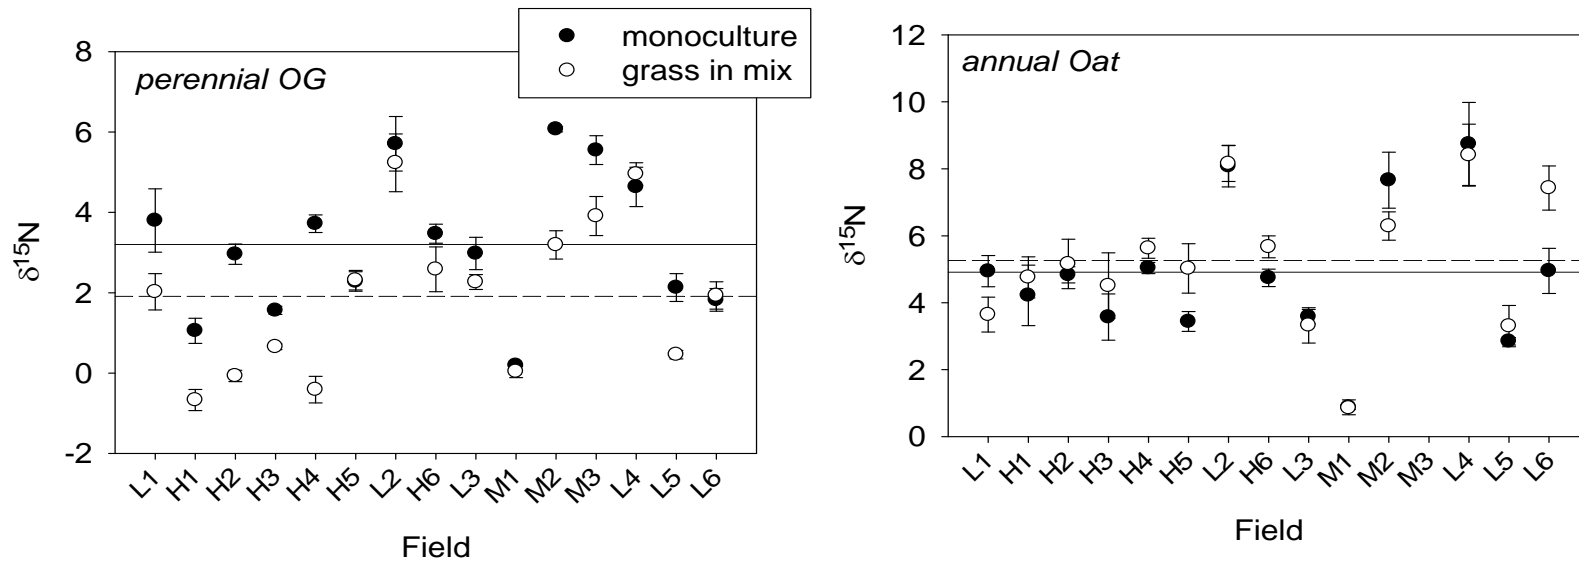 monoculture
grass in mix
perennial OG
8
6
4
2
0
-2
δ15N
L1 H1 H2 H3 H4 H5 L2 H6 L3 M1 M2 M3 L4 L5 L6
Field
annual Oat
12
10
8
6
4
2
0
δ15N
L1 H1 H2 H3 H4 H5 L2 H6 L3 M1 M2 M3 L4 L5 L6
Field